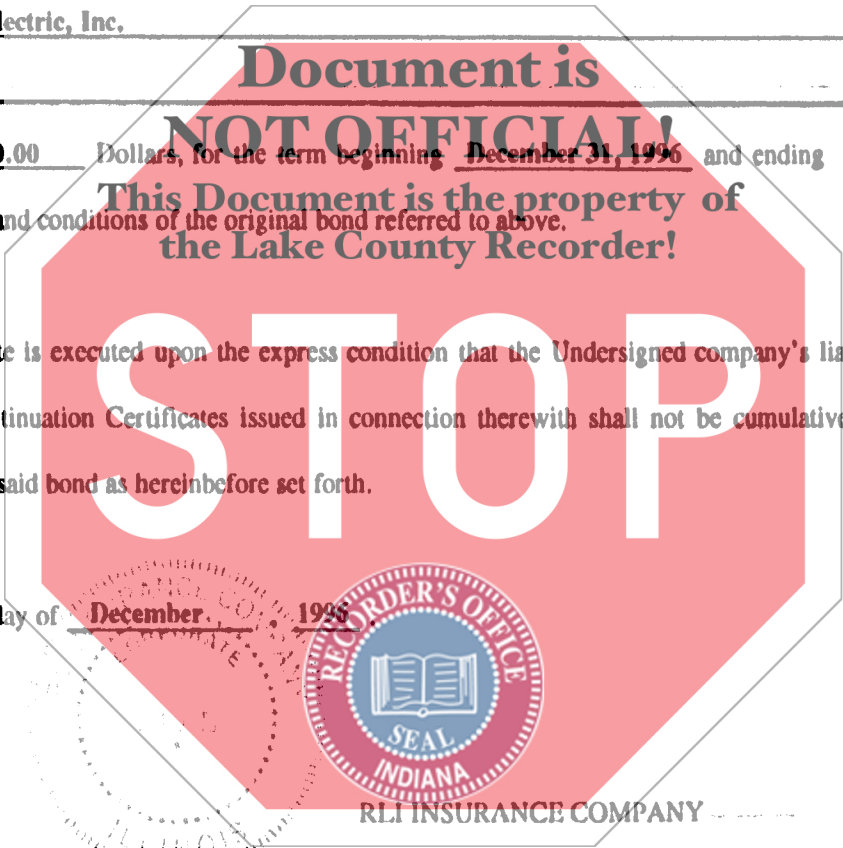 lectric, Inc.
Document is
NOT OFFICIAL!
.00 Dollars, for the term beginning December 31, 1996 and ending
This Document is the property of
nd conditions of the original bond referred to above.
the Lake County Recorder!
te is executed upon the express condition that the Undersigned company's lia
STOP
tinuation Certificates issued in connection therewith shall not be cumulative
said bond as hereinbefore set forth.
ay of December 1996.
RECORDER'S OFFICE
SEAL
INDIANA
RLI INSURANCE COMPANY